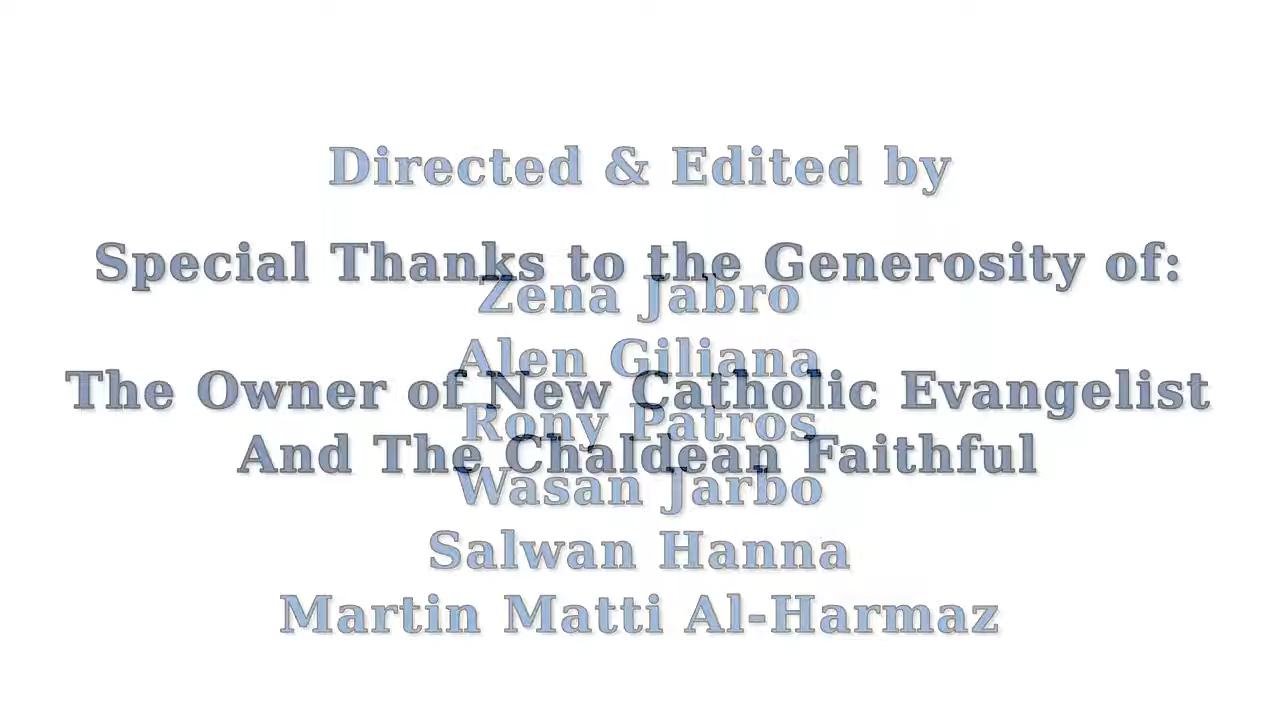 Directed & Edited by
Special Thanks to the Generosity of:
Zena Jabro
Alen Giliana
The Owner of New Catholic Evangelist
Rony Patros
And The Chaldean Faithful
Wasan Jarbo
Salwan Hanna
Martin Matti Al-Harmaz